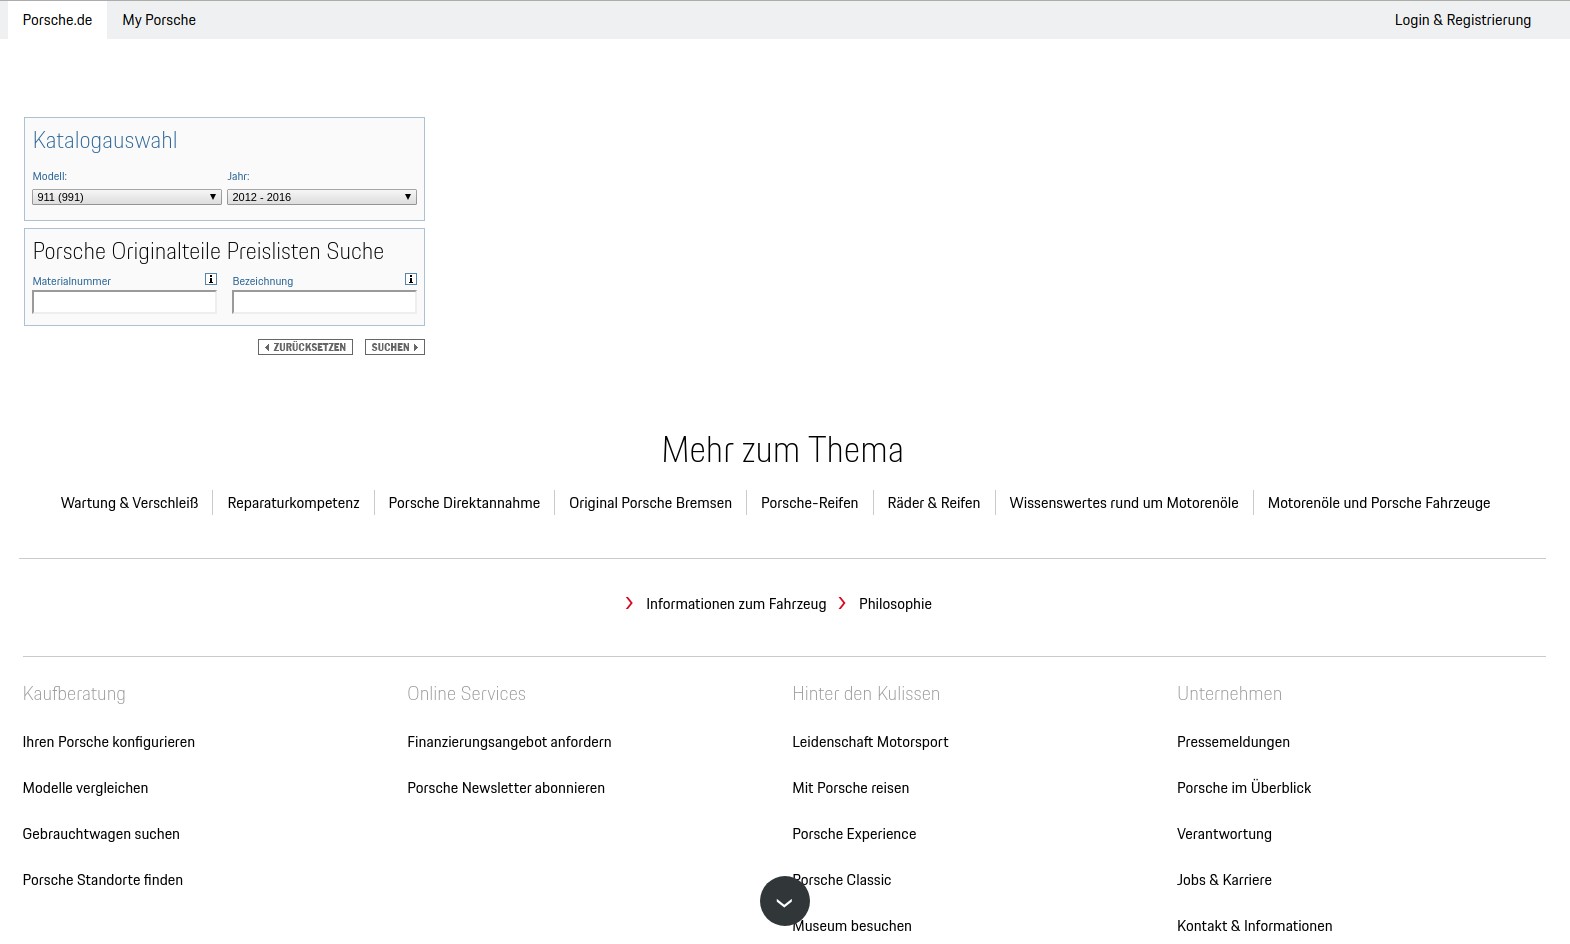 Porsche.de My Porsche Login & Registrierung
Katalogauswahl
Modell: Jahr:
911 (991) 2012 - 2016
Porsche Originalteile Preislisten Suche
Materialnummer Bezeichnung
ZURÜCKSETZEN SUCHEN
Mehr zum Thema
Wartung & Verschleiß Reparaturkompetenz Porsche Direktannahme Original Porsche Bremsen Porsche-Reifen Räder & Reifen Wissenswertes rund um Motorenöle Motorenöle und Porsche Fahrzeuge
Informationen zum Fahrzeug Philosophie
Kaufberatung Online Services Hinter den Kulissen Unternehmen
Ihren Porsche konfigurieren Finanzierungsangebot anfordern Leidenschaft Motorsport Pressemeldungen
Modelle vergleichen Porsche Newsletter abonnieren Mit Porsche reisen Porsche im Überblick
Gebrauchtwagen suchen Porsche Experience Verantwortung
Porsche Standorte finden Porsche Classic Jobs & Karriere
Museum besuchen Kontakt & Informationen